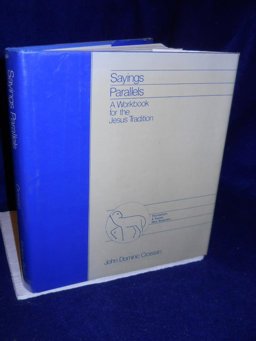 Sayings
Parallels
A Workbook
for the
Jesus Tradition
John Dominic Crossan
Sayings Parallels